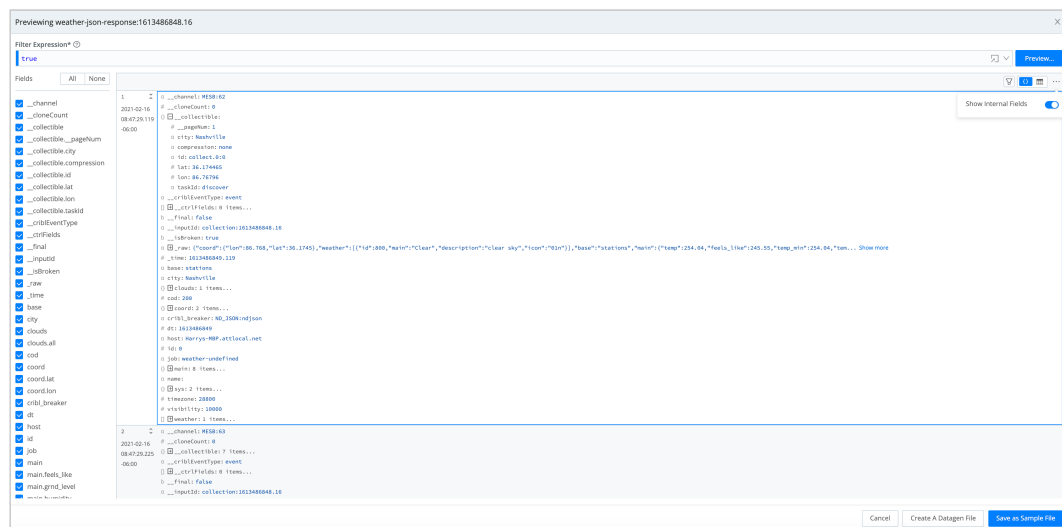 Previewing weather-json-response:1613486848.16
Filter Expression*
true
Preview...
Fields All None
__channel
__cloneCount
__collectible
__collectible.__pageNum
__collectible.city
__collectible.compression
__collectible.id
__collectible.lat
__collectible.lon
__collectible.taskId
__criblEventType
__ctrlFields
__final
__inputId
__isBroken
_raw
_time
base
city
clouds
clouds.all
cod
coord
coord.lat
coord.lon
cribl_breaker
dt
host
id
job
main
main.feels_like
main.grnd_level
main.humidity
Show Internal Fields
1
2021-02-16
08:47:29.119
-06:00
α __channel: MESB:62
# __cloneCount: 0
{} __collectible:
# __pageNum: 1
α city: Nashville
α compression: none
α id: collect.0:0
# lat: 36.174465
# lon: 86.76796
α taskId: discover
α __criblEventType: event
[] __ctrlFields: 0 items...
b __final: false
α __inputId: collection:1613486848.16
b __isBroken: true
α _raw: {"coord":{"lon":86.768,"lat":36.1745},"weather":[{"id":800,"main":"Clear","description":"clear sky","icon":"01n"}],"base":"stations","main":{"temp":254.04,"feels_like":245.55,"temp_min":254.04,"tem... Show more
# _time: 1613486849.119
α base: stations
α city: Nashville
{} clouds: 1 items...
# cod: 200
{} coord: 2 items...
α cribl_breaker: ND_JSON:ndjson
# dt: 1613486849
α host: Harrys-MBP.attlocal.net
# id: 0
α job: weather-undefined
{} main: 8 items...
α name:
{} sys: 2 items...
# timezone: 28800
# visibility: 10000
[] weather: 1 items...
2
2021-02-16
08:47:29.225
-06:00
α __channel: MESB:63
# __cloneCount: 0
{} __collectible: 7 items...
α __criblEventType: event
[] __ctrlFields: 0 items...
b __final: false
α __inputId: collection:1613486848.16
Cancel Create A Datagen File Save as Sample File